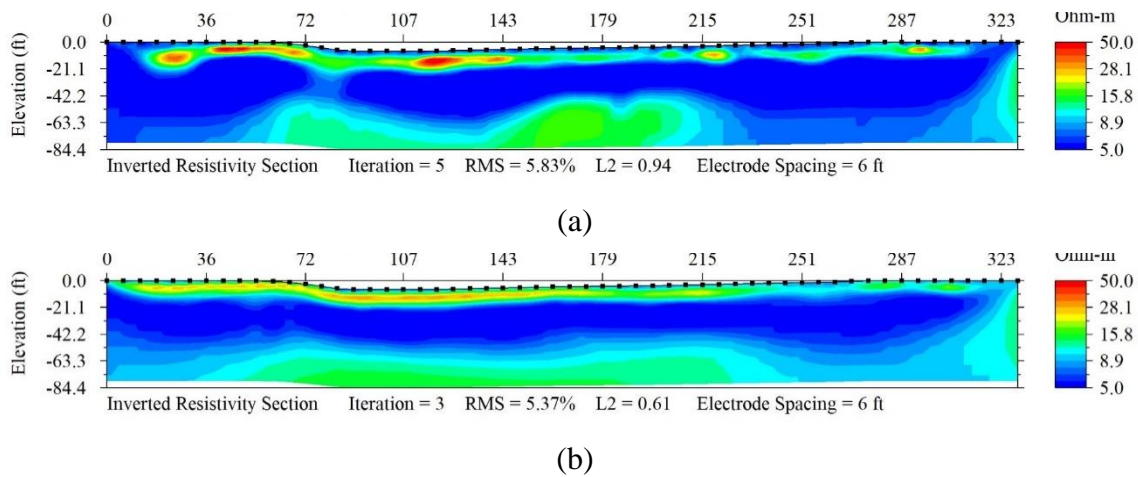 0 36 72 107 143 179 215 251 287 323 Ohm-m
Elevation (ft)
0.0 50.0
-21.1 28.1
-42.2 15.8
-63.3 8.9
-84.4 5.0
Inverted Resistivity Section Iteration = 5 RMS = 5.83% L2 = 0.94 Electrode Spacing = 6 ft
(a)
0 36 72 107 143 179 215 251 287 323 Ohm-m
Elevation (ft)
0.0 50.0
-21.1 28.1
-42.2 15.8
-63.3 8.9
-84.4 5.0
Inverted Resistivity Section Iteration = 3 RMS = 5.37% L2 = 0.61 Electrode Spacing = 6 ft
(b)